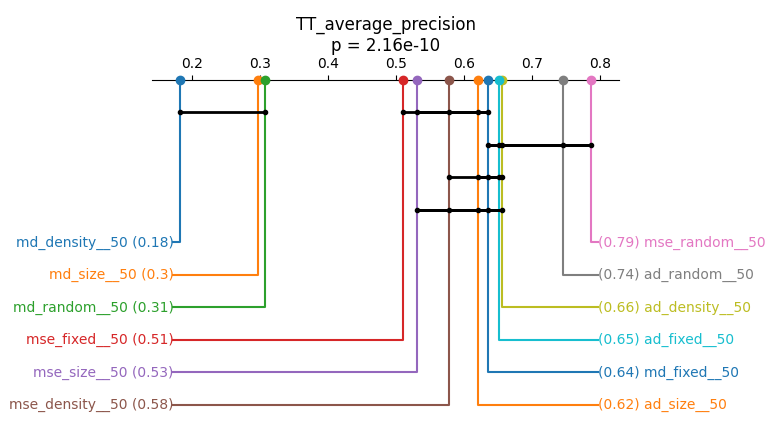 TT_average_precision
p = 2.16e-10
0.2 0.3 0.4 0.5 0.6 0.7 0.8
md_density__50 (0.18) (0.79) mse_random__50
md_size__50 (0.3) (0.74) ad_random__50
md_random__50 (0.31) (0.66) ad_density__50
mse_fixed__50 (0.51) (0.65) ad_fixed__50
mse_size__50 (0.53) (0.64) md_fixed__50
mse_density__50 (0.58) (0.62) ad_size__50